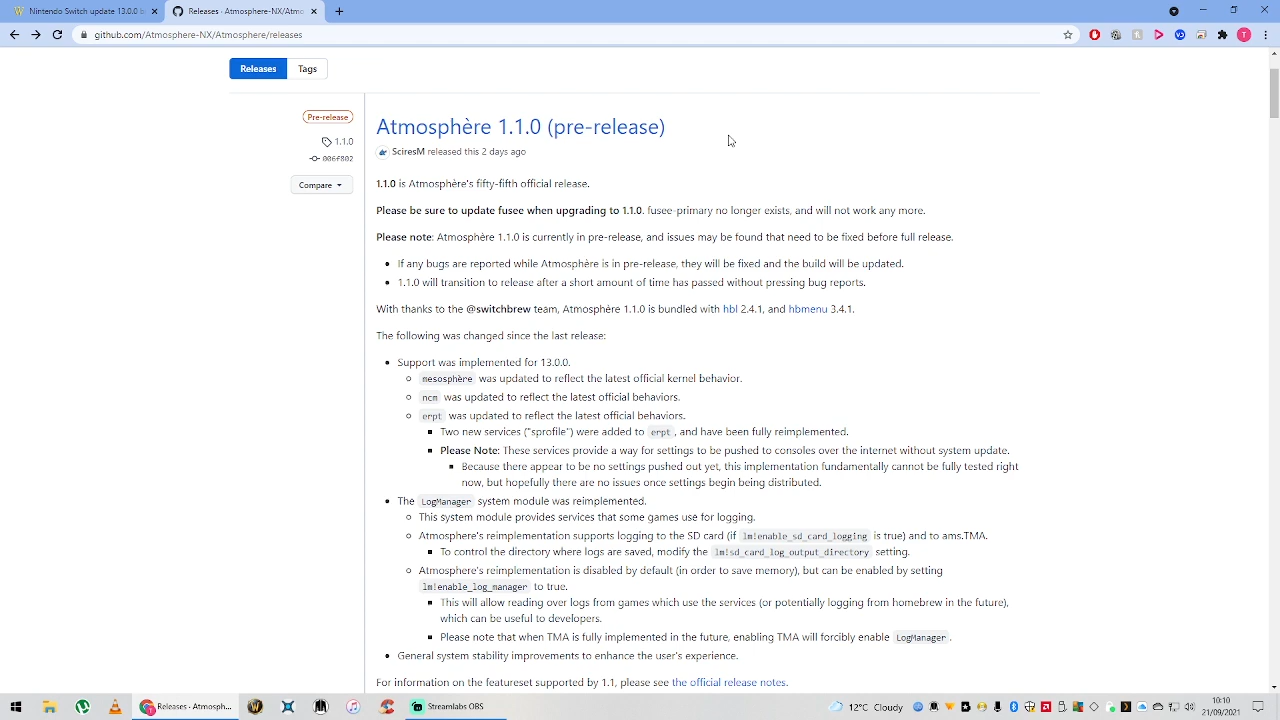 Nintendo Switch update 13.0.0 is
Releases · Atmosphere-NX/Atmo
github.com/Atmosphere-NX/Atmosphere/releases
Releases
Tags
Pre-release
Atmosphère 1.1.0 (pre-release)
1.1.0
SciresM released this 2 days ago
006f802
Compare
1.1.0 is Atmosphère's fifty-fifth official release.
Please be sure to update fusee when upgrading to 1.1.0. fusee-primary no longer exists, and will not work any more.
Please note: Atmosphère 1.1.0 is currently in pre-release, and issues may be found that need to be fixed before full release.
If any bugs are reported while Atmosphère is in pre-release, they will be fixed and the build will be updated.
1.1.0 will transition to release after a short amount of time has passed without pressing bug reports.
With thanks to the @switchbrew team, Atmosphère 1.1.0 is bundled with hbl 2.4.1, and hbmenu 3.4.1.
The following was changed since the last release:
Support was implemented for 13.0.0.
mesosphère was updated to reflect the latest official kernel behavior.
ncm was updated to reflect the latest official behaviors.
erpt was updated to reflect the latest official behaviors.
Two new services ("sprofile") were added to erpt, and have been fully reimplemented.
Please Note: These services provide a way for settings to be pushed to consoles over the internet without system update.
Because there appear to be no settings pushed out yet, this implementation fundamentally cannot be fully tested right
now, but hopefully there are no issues once settings begin being distributed.
The LogManager system module was reimplemented.
This system module provides services that some games use for logging.
Atmosphere's reimplementation supports logging to the SD card (if lm!enable_sd_card_logging is true) and to ams.TMA.
To control the directory where logs are saved, modify the lm!sd_card_log_output_directory setting.
Atmosphere's reimplementation is disabled by default (in order to save memory), but can be enabled by setting
lm!enable_log_manager to true.
This will allow reading over logs from games which use the services (or potentially logging from homebrew in the future),
which can be useful to developers.
Please note that when TMA is fully implemented in the future, enabling TMA will forcibly enable LogManager.
General system stability improvements to enhance the user's experience.
For information on the featureset supported by 1.1, please see the official release notes.
Releases · Atmosph...
Streamlabs OBS
12°C Cloudy
10:10
21/09/2021